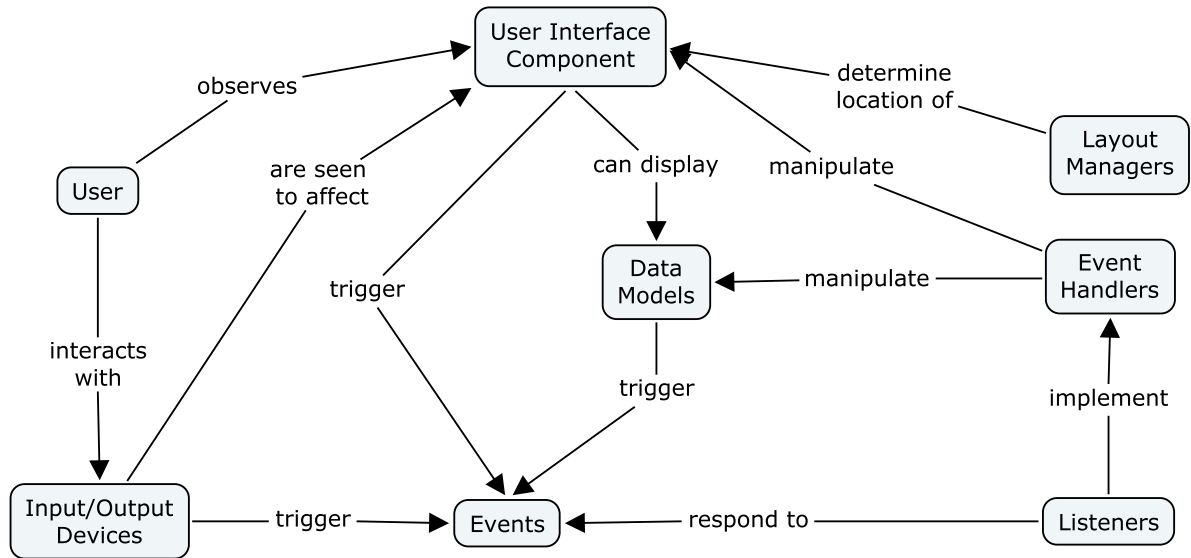 User Interface
Component
observes
determine
location of
Layout
Managers
are seen
to affect
can display
manipulate
User
Data
Models
manipulate
Event
Handlers
trigger
interacts
with
trigger
implement
Input/Output
Devices
trigger
Events
respond to
Listeners